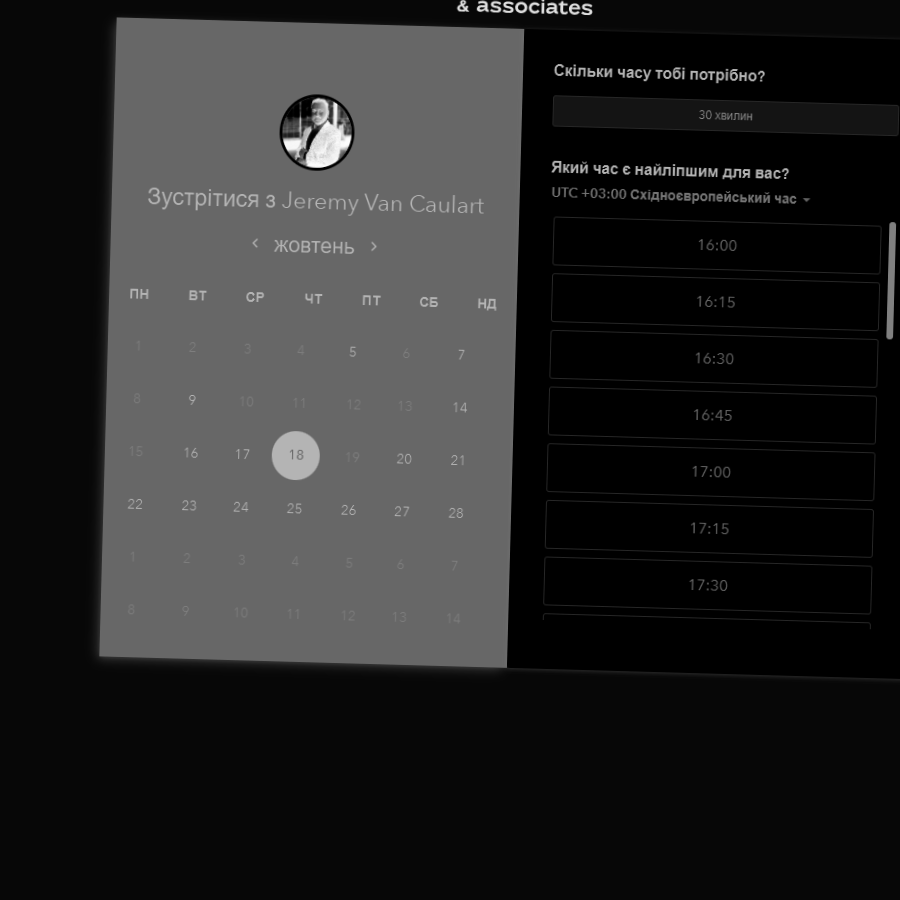 & associates
Зустрітися з Jeremy Van Caulart
жовтень
ПН ВТ СР ЧТ ПТ СБ НД
1 2 3 4 5 6 7
8 9 10 11 12 13 14
15 16 17 18 19 20 21
22 23 24 25 26 27 28
1 2 3 4 5 6 7
8 9 10 11 12 13 14
Скільки часу тобі потрібно?
30 хвилин
Який час є найліпшим для вас?
UTC +03:00 Східноєвропейський час
16:00
16:15
16:30
16:45
17:00
17:15
17:30